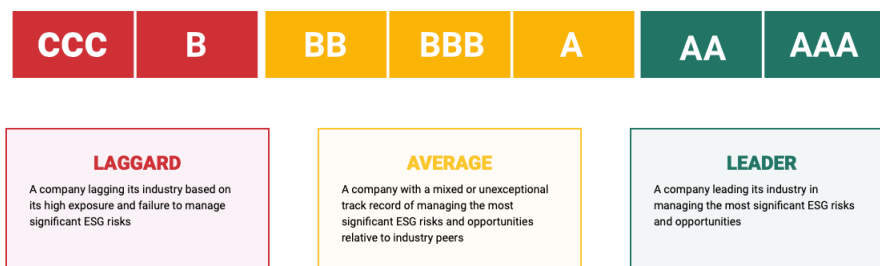 CCC B BB BBB A AA AAA
LAGGARD
A company lagging its industry based on
its high exposure and failure to manage
significant ESG risks
AVERAGE
A company with a mixed or unexceptional
track record of managing the most
significant ESG risks and opportunities
relative to industry peers
LEADER
A company leading its industry in
managing the most significant ESG risks
and opportunities